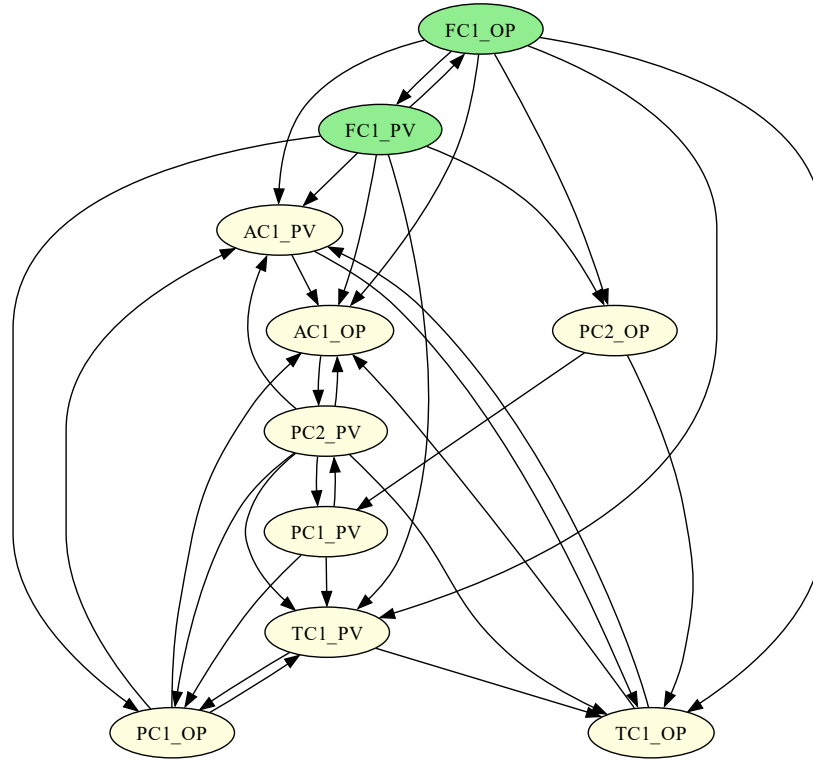 FC1_OP
FC1_PV
AC1_PV
AC1_OP
PC2_OP
PC2_PV
PC1_PV
TC1_PV
PC1_OP
TC1_OP